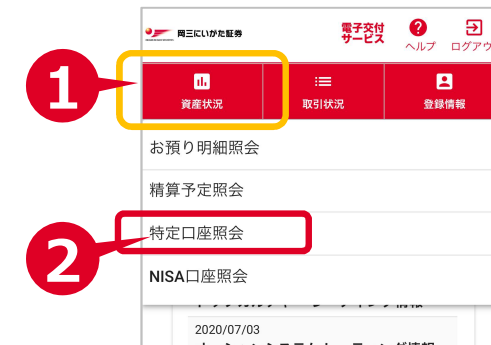 岡三にいがた証券
電子交付
サービス
ヘルプ
ログアウ
1
資産状況
取引状況
登録情報
お預り明細照会
精算予定照会
2
特定口座照会
NISA口座照会
2020/07/03